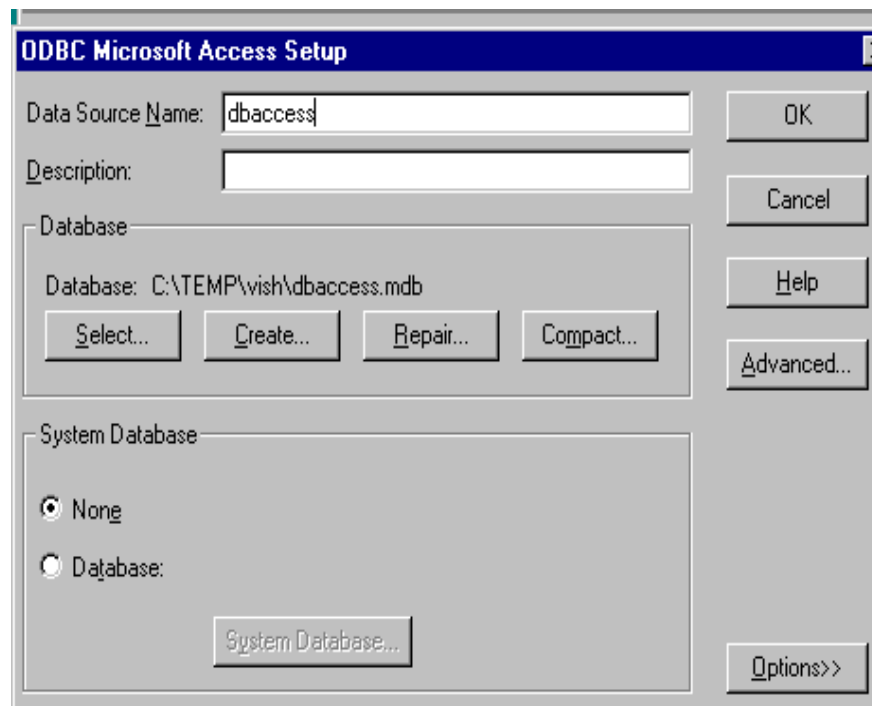 ODBC Microsoft Access Setup
Data Source Name: dbaccess
OK
Description:
Cancel
Database
Database: C:\TEMP\vish\dbaccess.mdb
Help
Select... Create... Repair... Compact...
Advanced...
System Database
None
Database:
System Database...
Options>>